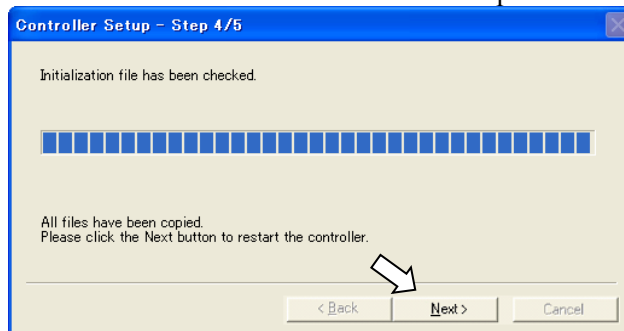 Controller Setup - Step 4/5
Initialization file has been checked.
All files have been copied.
Please click the Next button to restart the controller.
< Back
Next >
Cancel